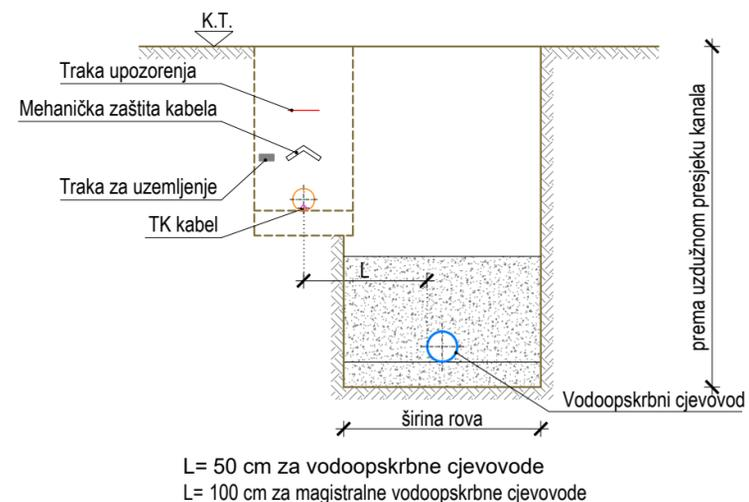 K.T.
Traka upozorenja
Mehanička zaštita kabela
Traka za uzemljenje
TK kabel
L
prema uzdužnom presjeku kanala
Vodoopskrbni cjevovod
širina rova
L= 50 cm za vodoopskrbne cjevovode
L= 100 cm za magistralne vodoopskrbne cjevovode